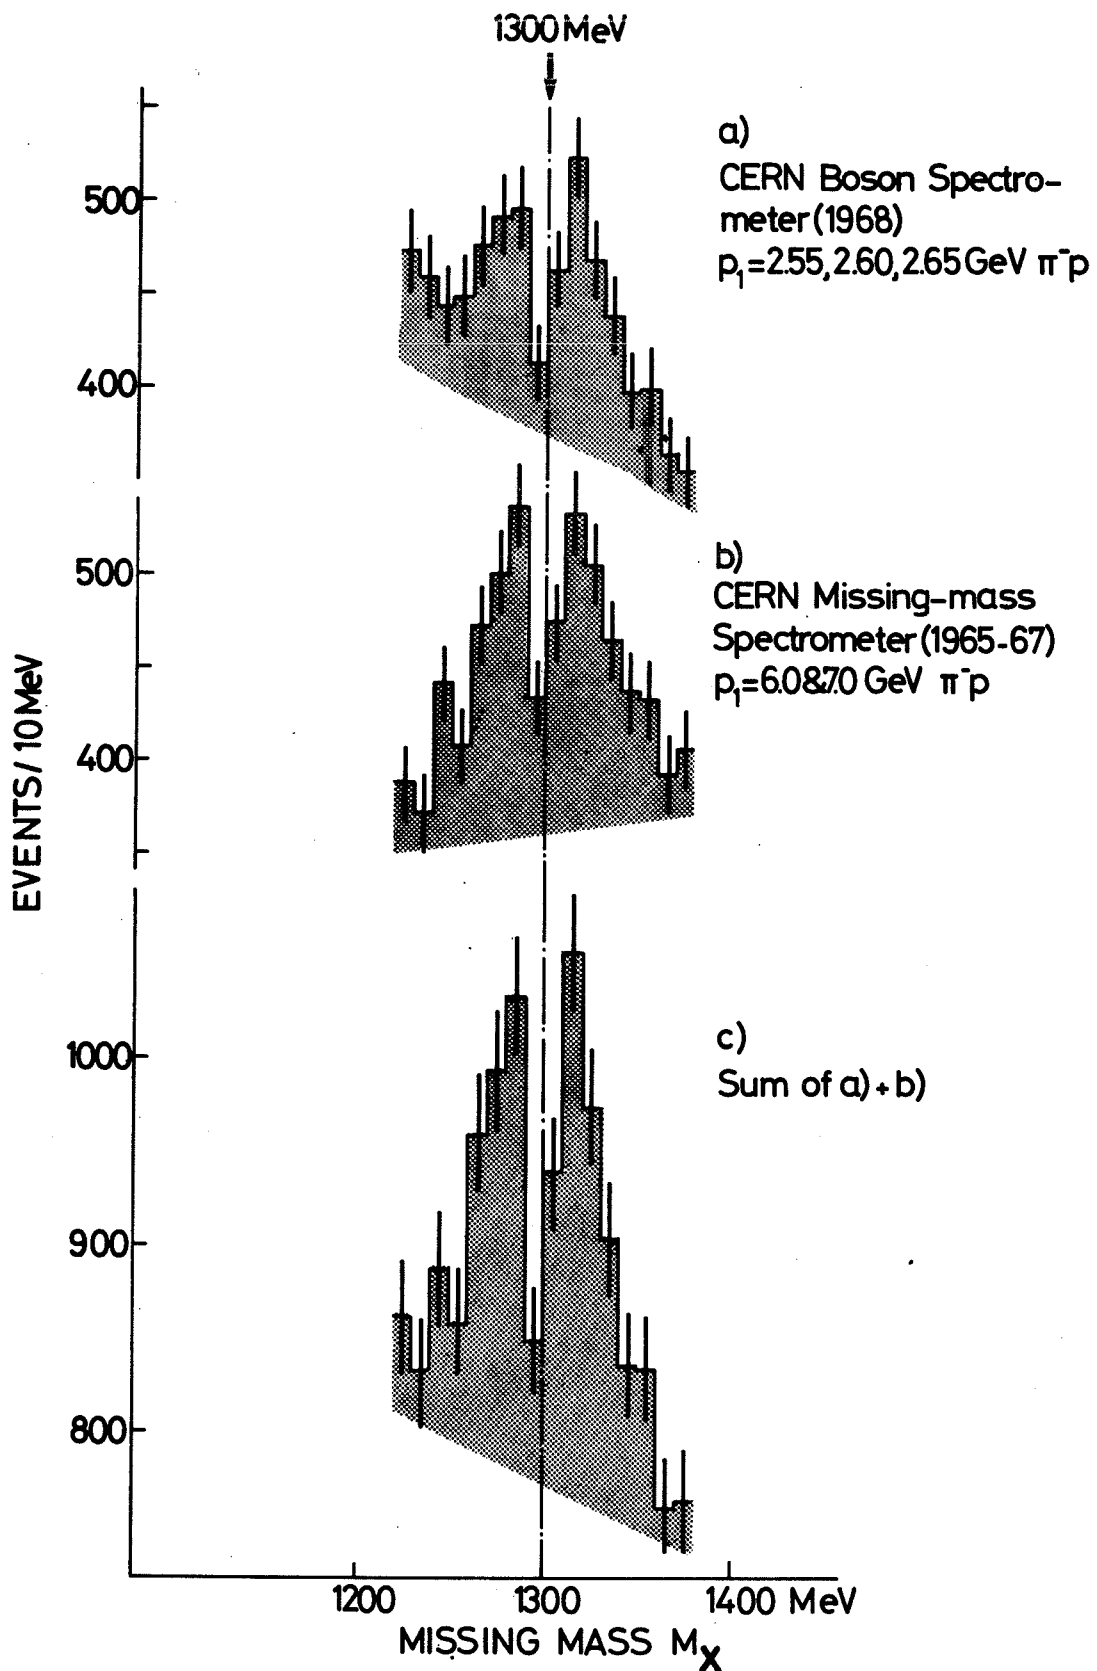 1300 MeV
a)
CERN Boson Spectro-
meter (1968)
p₁=2.55, 2.60, 2.65 GeV π⁻p
500
400
b)
CERN Missing-mass
Spectrometer (1965-67)
p₁=6.0&7.0 GeV π⁻p
500
400
EVENTS / 10 MeV
c)
Sum of a) + b)
1000
900
800
1200 1300 1400 MeV
MISSING MASS Mₓ